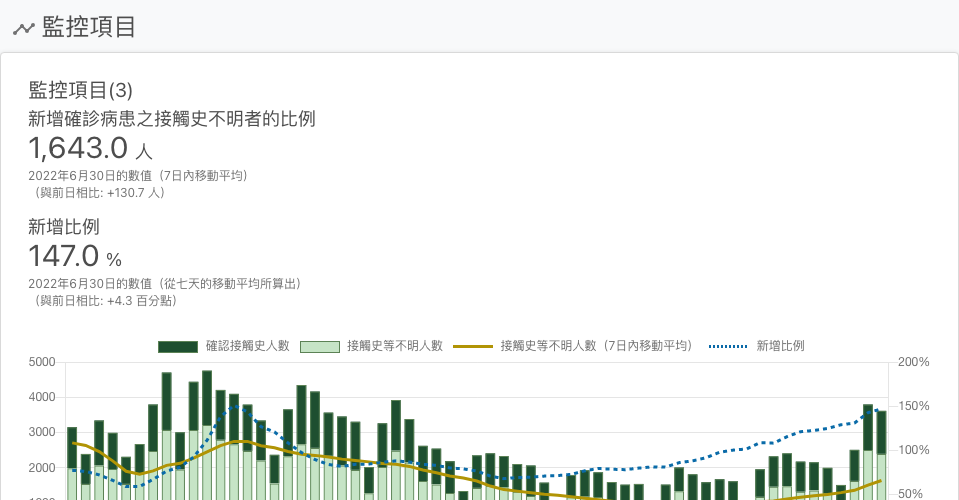 監控項目
監控項目(3)
新增確診病患之接觸史不明者的比例
1,643.0 人
2022年6月30日的數值（7日內移動平均）
（與前日相比: +130.7 人）
新增比例
147.0 %
2022年6月30日的數值（從七天的移動平均所算出）
（與前日相比: +4.3 百分點）
確認接觸史人數 接觸史等不明人數 接觸史等不明人數（7日內移動平均） 新增比例
5000 200%
4000
150%
3000
100%
2000
50%
1000